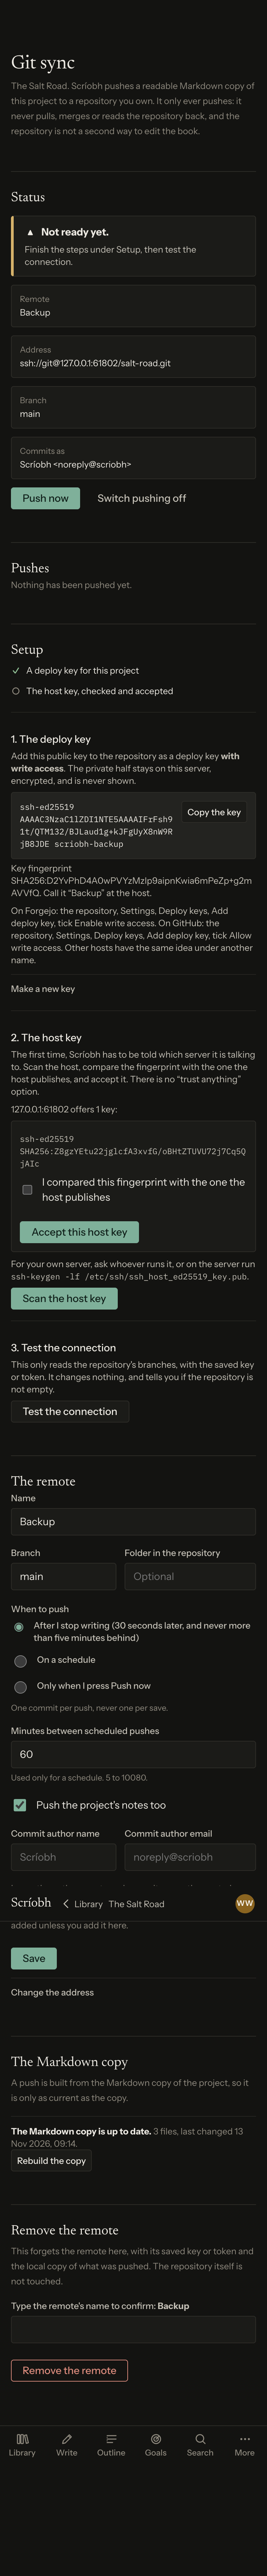 Git sync
The Salt Road. Scríobh pushes a readable Markdown copy of
this project to a repository you own. It only ever pushes: it
never pulls, merges or reads the repository back, and the
repository is not a second way to edit the book.
Status
▲ Not ready yet.
Finish the steps under Setup, then test the
connection.
Remote
Backup
Address
ssh://git@127.0.0.1:61802/salt-road.git
Branch
main
Commits as
Scríobh <noreply@scriobh>
Push now Switch pushing off
Pushes
Nothing has been pushed yet.
Setup
A deploy key for this project
The host key, checked and accepted
1. The deploy key
Add this public key to the repository as a deploy key with
write access. The private half stays on this server,
encrypted, and is never shown.
ssh-ed25519
AAAAC3NzaC1lZDI1NTE5AAAAIFrFsh9
1t/QTM132/BJLaud1g+kJFgUyX8nW9R
jB8JDE scriobh-backup
Copy the key
Key fingerprint
SHA256:D2YvPhD4A0wPVYzMzIp9aipnKwia6mPeZp+g2m
AVVfQ. Call it “Backup” at the host.
On Forgejo: the repository, Settings, Deploy keys, Add
deploy key, tick Enable write access. On GitHub: the
repository, Settings, Deploy keys, Add deploy key, tick Allow
write access. Other hosts have the same idea under another
name.
Make a new key
2. The host key
The first time, Scríobh has to be told which server it is talking
to. Scan the host, compare the fingerprint with the one the
host publishes, and accept it. There is no “trust anything”
option.
127.0.0.1:61802 offers 1 key:
ssh-ed25519
SHA256:Z8gzYEtu22jglcfA3xvfG/oBHtZTUVU72j7Cq5Q
jAIc
I compared this fingerprint with the one the
host publishes
Accept this host key
For your own server, ask whoever runs it, or on the server run
ssh-keygen -lf /etc/ssh/ssh_host_ed25519_key.pub.
Scan the host key
3. Test the connection
This only reads the repository's branches, with the saved key
or token. It changes nothing, and tells you if the repository is
not empty.
Test the connection
The remote
Name
Backup
Branch Folder in the repository
main Optional
When to push
After I stop writing (30 seconds later, and never more
than five minutes behind)
On a schedule
Only when I press Push now
One commit per push, never one per save.
Minutes between scheduled pushes
60
Used only for a schedule. 5 to 10080.
Push the project's notes too
Commit author name Commit author email
Scríobh noreply@scriobh
Scríobh Library The Salt Road WW
added unless you add it here.
Save
Change the address
The Markdown copy
A push is built from the Markdown copy of the project, so it
is only as current as the copy.
The Markdown copy is up to date. 3 files, last changed 13
Nov 2026, 09:14.
Rebuild the copy
Remove the remote
This forgets the remote here, with its saved key or token and
the local copy of what was pushed. The repository itself is
not touched.
Type the remote's name to confirm: Backup
Remove the remote
Library Write Outline Goals Search More